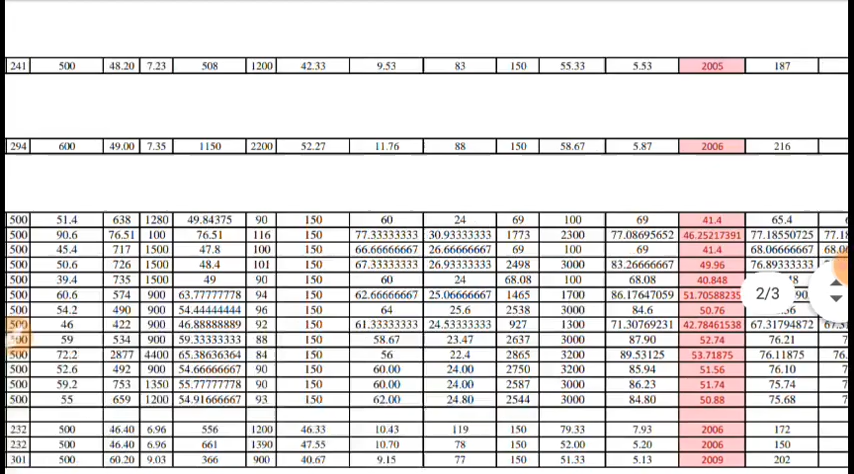 241 500 48.20 7.23 508 1200 42.33 9.53 83 150 55.33 5.53 2005 187
294 600 49.00 7.35 1150 2200 52.27 11.76 88 150 58.67 5.87 2006 216
500 51.4 638 1280 49.84375 90 150 60 24 69 100 69 41.4 65.4
500 90.6 76.51 100 76.51 116 150 77.33333333 30.93333333 1773 2300 77.08695652 46.25217391 77.18550725
500 45.4 717 1500 47.8 100 150 66.66666667 26.66666667 69 100 69 41.4 68.06666667
500 50.6 726 1500 48.4 101 150 67.33333333 26.93333333 2498 3000 83.26666667 49.96 76.89333333
500 39.4 735 1500 49 90 150 60 24 68.08 100 68.08 40.848
500 60.6 574 900 63.77777778 94 150 62.66666667 25.06666667 1465 1700 86.17647059 51.70588235 2/3
500 54.2 490 900 54.44444444 96 150 64 25.6 2538 3000 84.6 50.76
500 46 422 900 46.88888889 92 150 61.33333333 24.53333333 927 1300 71.30769231 42.78461538 67.31794872
59 534 900 59.33333333 88 150 58.67 23.47 2637 3000 87.90 52.74 76.21
500 72.2 2877 4400 65.38636364 84 150 56 22.4 2865 3200 89.53125 53.71875 76.11875
500 52.6 492 900 54.66666667 90 150 60.00 24.00 2750 3200 85.94 51.56 76.10
500 59.2 753 1350 55.77777778 90 150 60.00 24.00 2587 3000 86.23 51.74 75.74
500 55 659 1200 54.91666667 93 150 62.00 24.80 2544 3000 84.80 50.88 75.68
232 500 46.40 6.96 556 1200 46.33 10.43 119 150 79.33 7.93 2006 172
232 500 46.40 6.96 661 1390 47.55 10.70 78 150 52.00 5.20 2006 150
301 500 60.20 9.03 366 900 40.67 9.15 77 150 51.33 5.13 2009 202